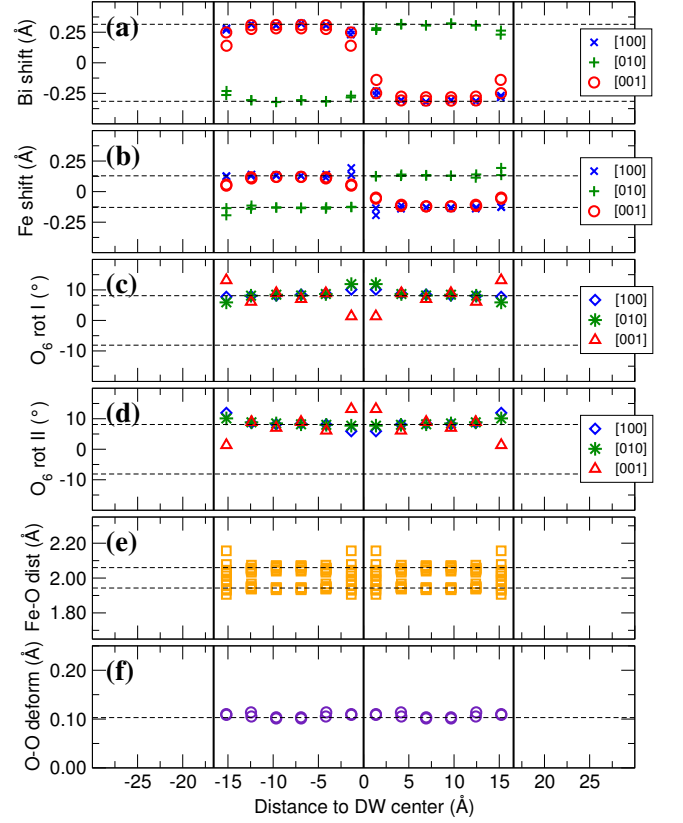 (a)
Bi shift (Å)
0.25
0
-0.25
[100]
[010]
[001]
(b)
Fe shift (Å)
0.25
0
-0.25
[100]
[010]
[001]
(c)
O₆ rot I (°)
10
0
-10
[100]
[010]
[001]
(d)
O₆ rot II (°)
10
0
-10
[100]
[010]
[001]
(e)
Fe-O dist (Å)
2.20
2.00
1.80
(f)
O-O deform (Å)
0.20
0.10
0.00
-25 -20 -15 -10 -5 0 5 10 15 20 25
Distance to DW center (Å)